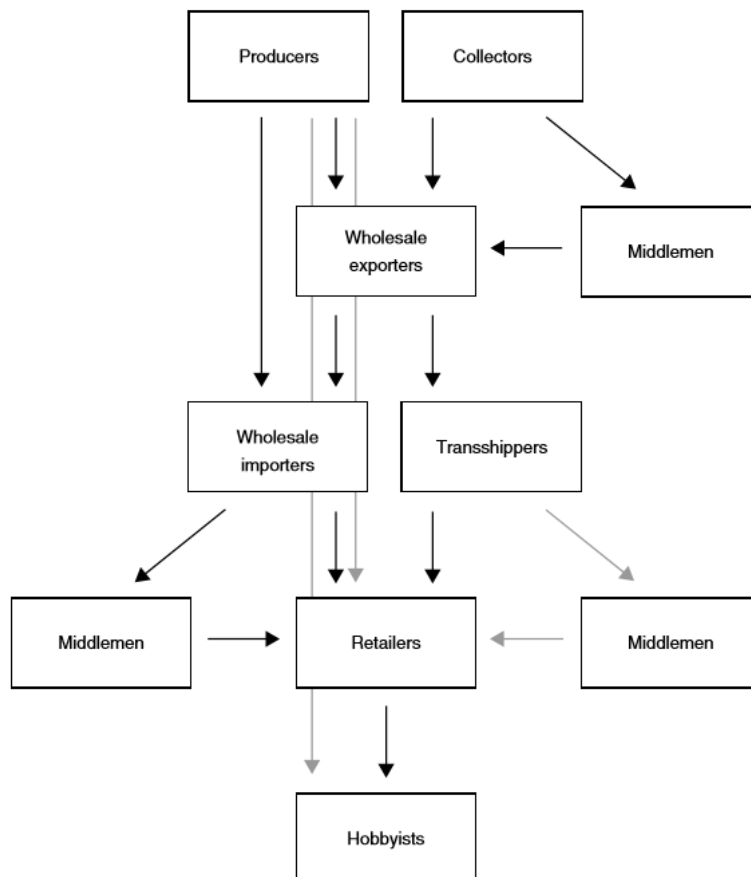 Producers
Collectors
Wholesale
exporters
Middlemen
Wholesale
importers
Transshippers
Middlemen
Retailers
Middlemen
Hobbyists